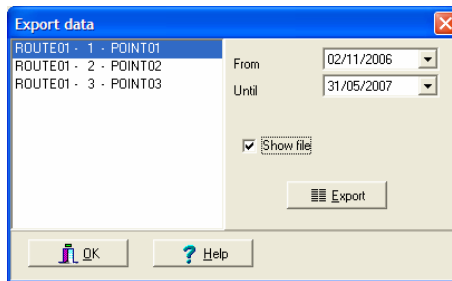 Export data
ROUTE01 - 1 - POINT01
ROUTE01 - 2 - POINT02
ROUTE01 - 3 - POINT03
From 02/11/2006
Until 31/05/2007
Show file
Export
OK
Help